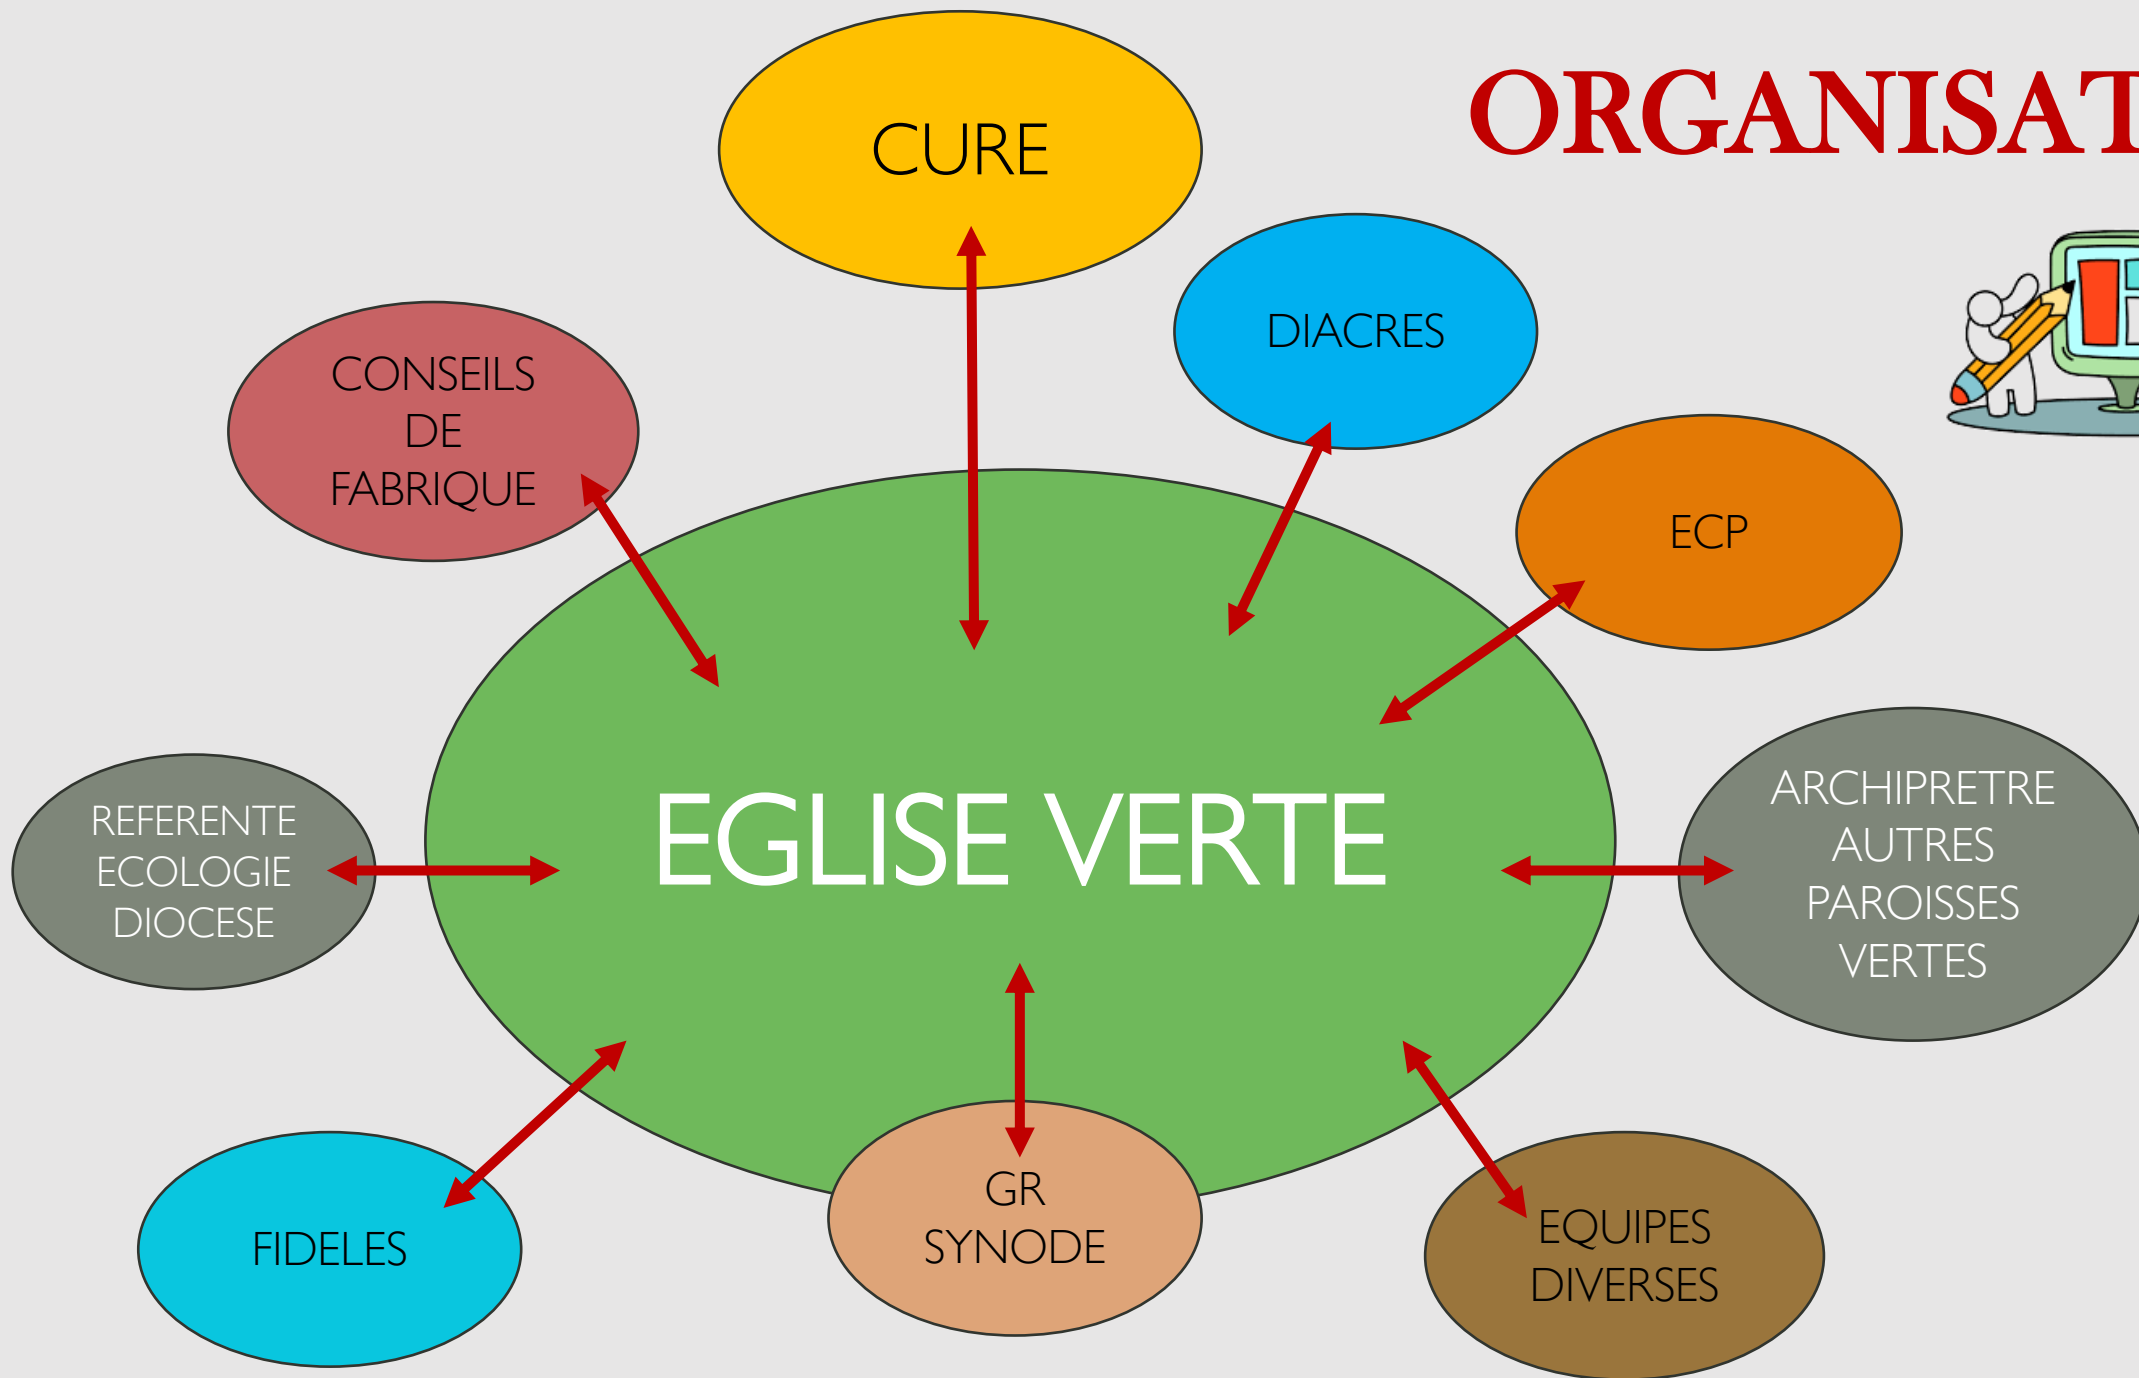 ORGANISAT
CURE
DIACRES
CONSEILS
DE
FABRIQUE
ECP
EGLISE VERTE
REFERENTE
ECOLOGIE
DIOCESE
ARCHIPRETRE
AUTRES
PAROISSES
VERTES
FIDELES
GR
SYNODE
EQUIPES
DIVERSES